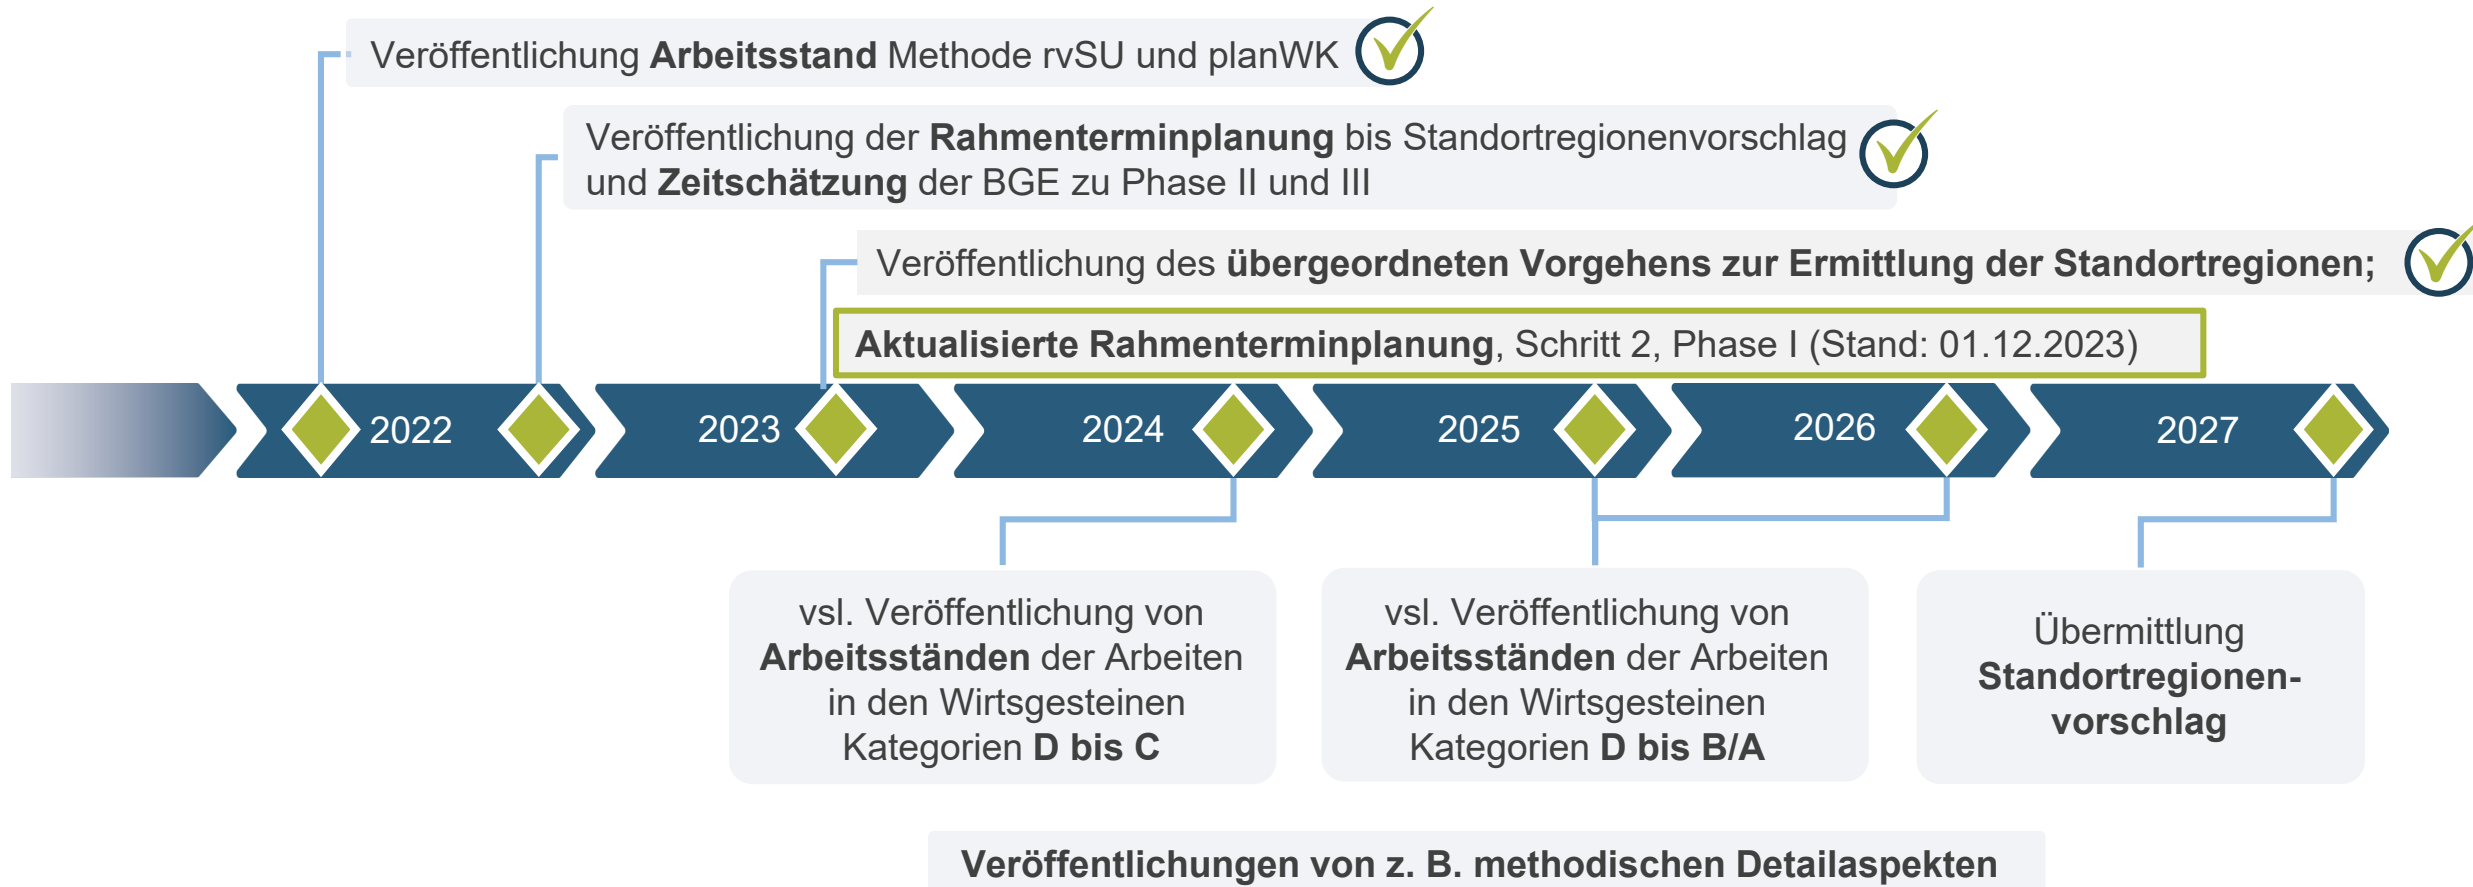 Veröffentlichung Arbeitsstand Methode rvSU und planWK
Veröffentlichung der Rahmenterminplanung bis Standortregionenvorschlag
und Zeitschätzung der BGE zu Phase II und III
Veröffentlichung des übergeordneten Vorgehens zur Ermittlung der Standortregionen;
Aktualisierte Rahmenterminplanung, Schritt 2, Phase I (Stand: 01.12.2023)
2022
2023
2024
2025
2026
2027
vsl. Veröffentlichung von
Arbeitsständen der Arbeiten
in den Wirtsgesteinen
Kategorien D bis C
vsl. Veröffentlichung von
Arbeitsständen der Arbeiten
in den Wirtsgesteinen
Kategorien D bis B/A
Übermittlung
Standortregionen-
vorschlag
Veröffentlichungen von z. B. methodischen Detailaspekten